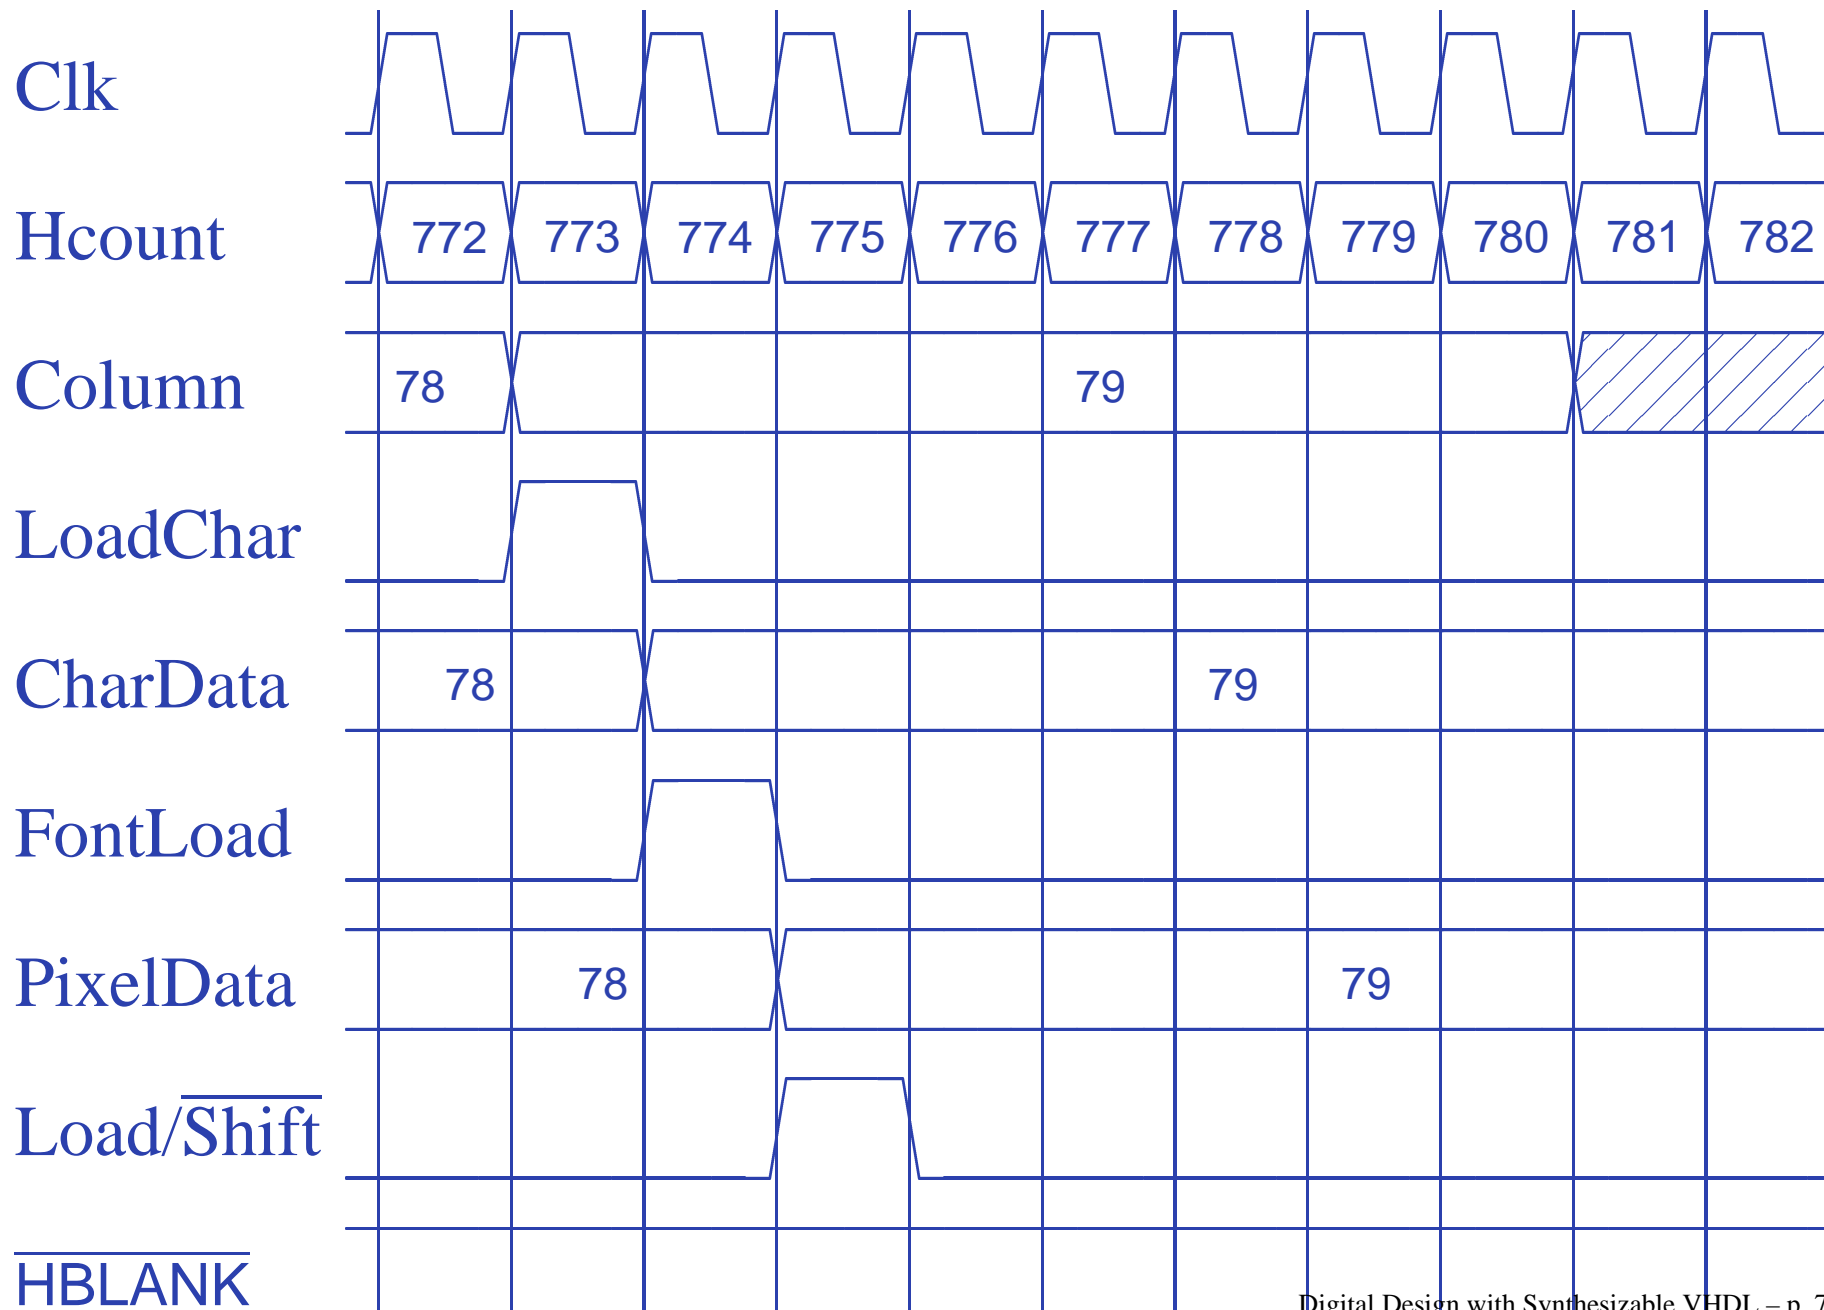 Clk
Hcount 772 773 774 775 776 777 778 779 780 781 782
Column 78 79
LoadChar
CharData 78 79
FontLoad
PixelData 78 79
Load/Shift
HBLANK
Digital Design with Synthesizable VHDL – p. 7